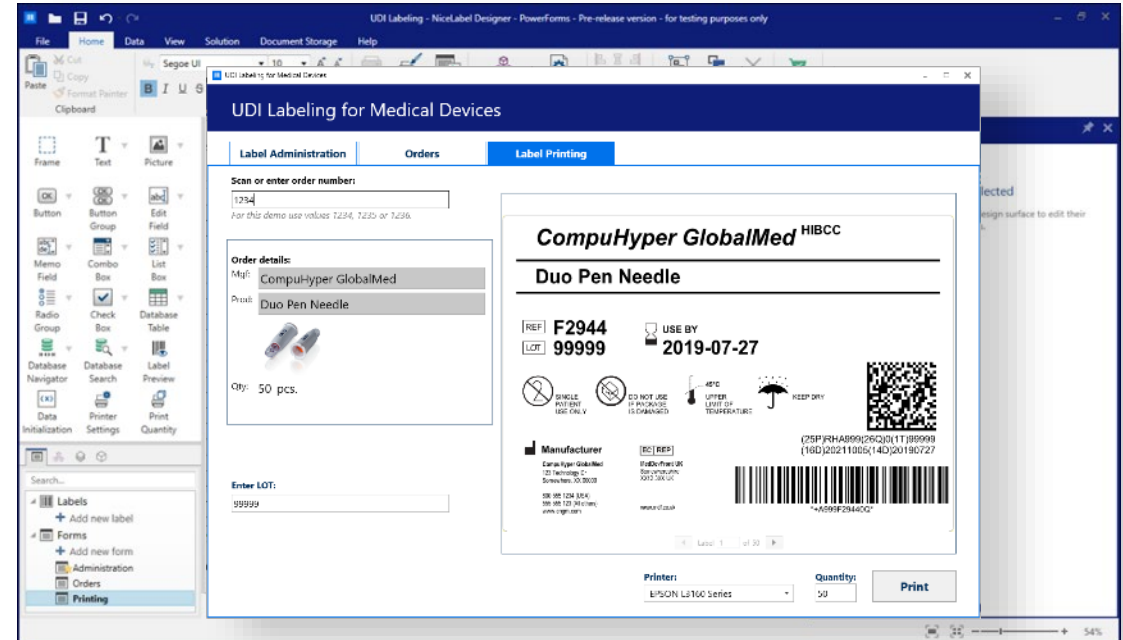 UDI Labeling - NiceLabel Designer - PowerForms - Pre-release version - for testing purposes only
File Home Data View Solution Document Storage Help
Cut
Copy
Format Painter
Paste
Clipboard
Segoe UI 10
B I U S
Frame Text Picture
Button Button Group Edit Field
Memo Field Combo Box List Box
Radio Group Check Box Database Table
Database Navigator Database Search Label Preview
Data Initialization Printer Settings Print Quantity
Search...
Labels
Add new label
Forms
Add new form
Administration
Orders
Printing
UDI Labeling for Medical Devices
UDI Labeling for Medical Devices
Label Administration Orders Label Printing
Scan or enter order number:
1234
For this demo use values 1234, 1235 or 1236.
Order details:
Mgf: CompuHyper GlobalMed
Prod: Duo Pen Needle
Qty: 50 pcs.
Enter LOT:
99999
CompuHyper GlobalMed HIBCC
Duo Pen Needle
REF F2944
LOT 99999
USE BY
2019-07-27
SINGLE
PATIENT
USE ONLY
DO NOT USE
IF PACKAGE
IS DAMAGED
45°C
UPPER
LIMIT OF
TEMPERATURE
KEEP DRY
(25P)RHA999(26Q)0(1T)99999
(16D)20211005(14D)20190727
Manufacturer
EC REP
*+A999F29440Q*
Label 1 of 30
Printer:
EPSON L3160 Series
Quantity:
50
Print
lected
esign surface to edit their
54%